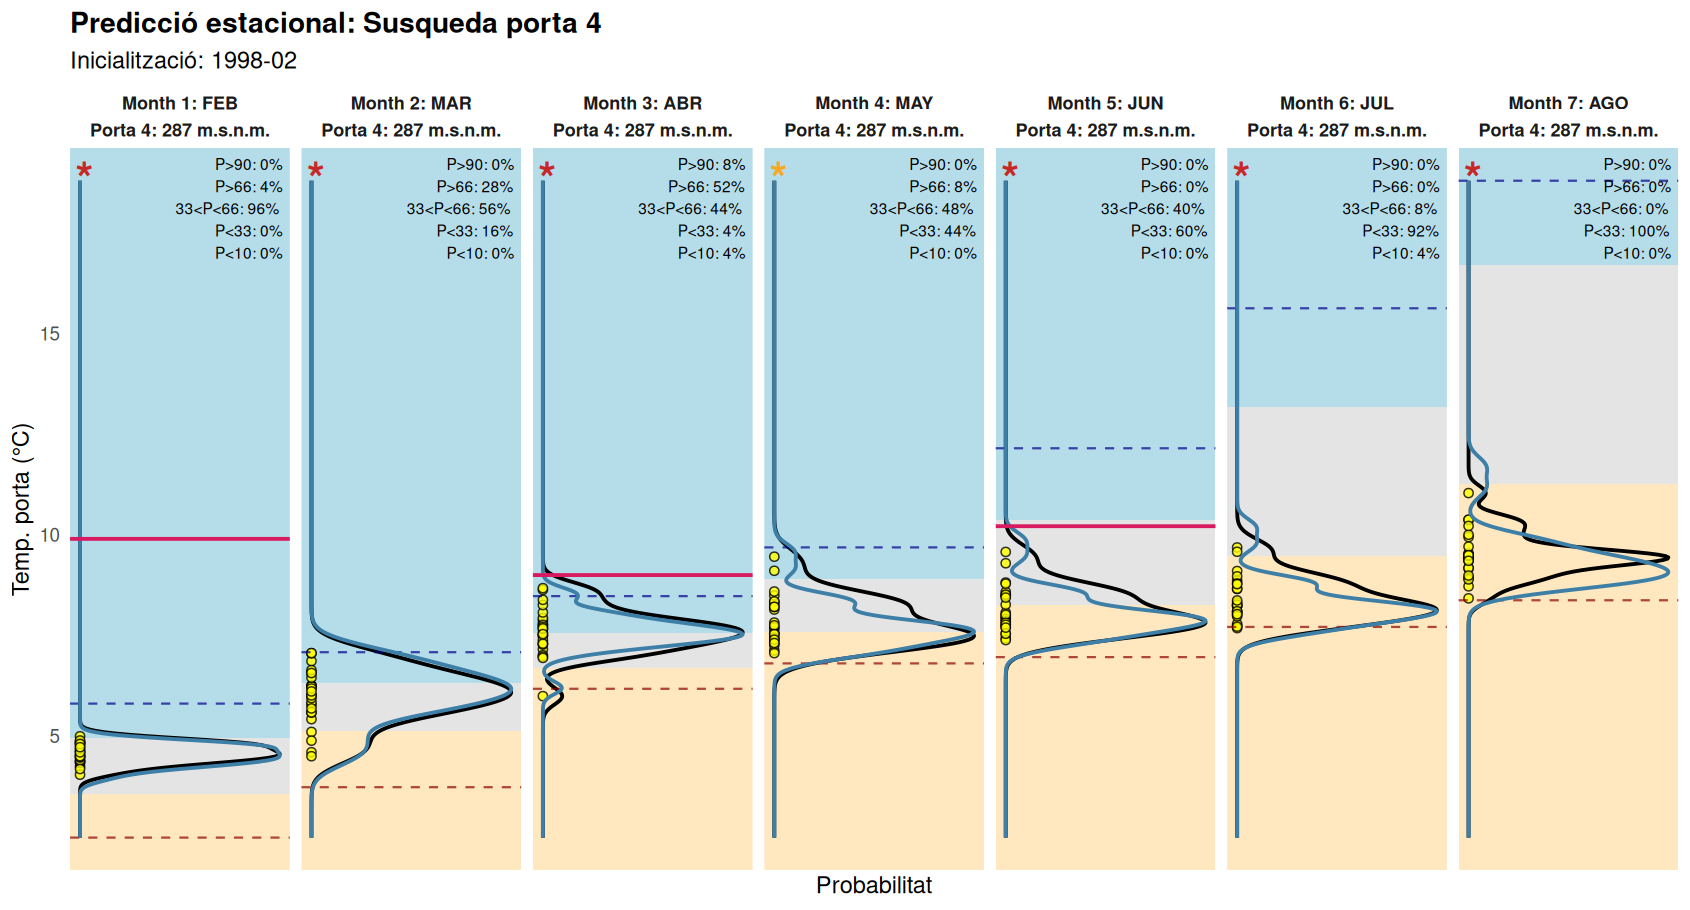 Predicció estacional: Susqueda porta 4
Inicialització: 1998-02
Month 1: FEB
Porta 4: 287 m.s.n.m.
Month 2: MAR
Porta 4: 287 m.s.n.m.
Month 3: ABR
Porta 4: 287 m.s.n.m.
Month 4: MAY
Porta 4: 287 m.s.n.m.
Month 5: JUN
Porta 4: 287 m.s.n.m.
Month 6: JUL
Porta 4: 287 m.s.n.m.
Month 7: AGO
Porta 4: 287 m.s.n.m.
*
P>90: 0%
P>66: 4%
33<P<66: 96%
P<33: 0%
P<10: 0%
*
P>90: 0%
P>66: 28%
33<P<66: 56%
P<33: 16%
P<10: 0%
*
P>90: 8%
P>66: 52%
33<P<66: 44%
P<33: 4%
P<10: 4%
*
P>90: 0%
P>66: 8%
33<P<66: 48%
P<33: 44%
P<10: 0%
*
P>90: 0%
P>66: 0%
33<P<66: 40%
P<33: 60%
P<10: 0%
*
P>90: 0%
P>66: 0%
33<P<66: 8%
P<33: 92%
P<10: 4%
*
P>90: 0%
P>66: 0%
33<P<66: 0%
P<33: 100%
P<10: 0%
15
10
5
Temp. porta (°C)
Probabilitat